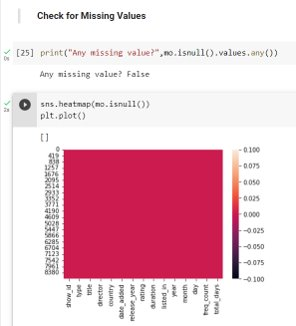 Check for Missing Values
[25] print("Any missing value?",mo.isnull().values.any())
0s
Any missing value? False
sns.heatmap(mo.isnull())
plt.plot()
2s
[]
0
419
838
1257
1676
2095
2514
2933
3352
3771
4190
4609
5028
5447
5866
6285
6704
7123
7542
7961
8380
0.100
0.075
0.050
0.025
0.000
−0.025
−0.050
−0.075
−0.100
show_id
type
title
director
country
date_added
release_year
rating
duration
listed_in
year
month
day
freq_count
total_days